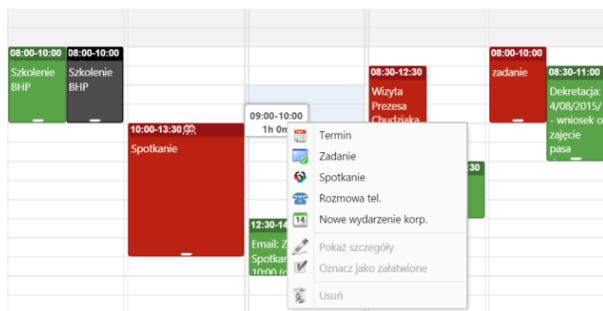 08:00-10:00
Szkolenie
BHP
08:00-10:00
Szkolenie
BHP
10:00-13:30
Spotkanie
09:00-10:00
1h 0m
12:30-14
Email: Z
Spotkan
10:00 (c
08:30-12:30
Wizyta
Prezesa
Chudziaka
30
08:00-10:00
zadanie
08:30-11:00
Dekretacja:
4/08/2015/
- wniosek o
zajęcie
pasa
Termin
Zadanie
Spotkanie
Rozmowa tel.
14
Nowe wydarzenie korp.
Pokaż szczegóły
Oznacz jako załatwione
Usuń